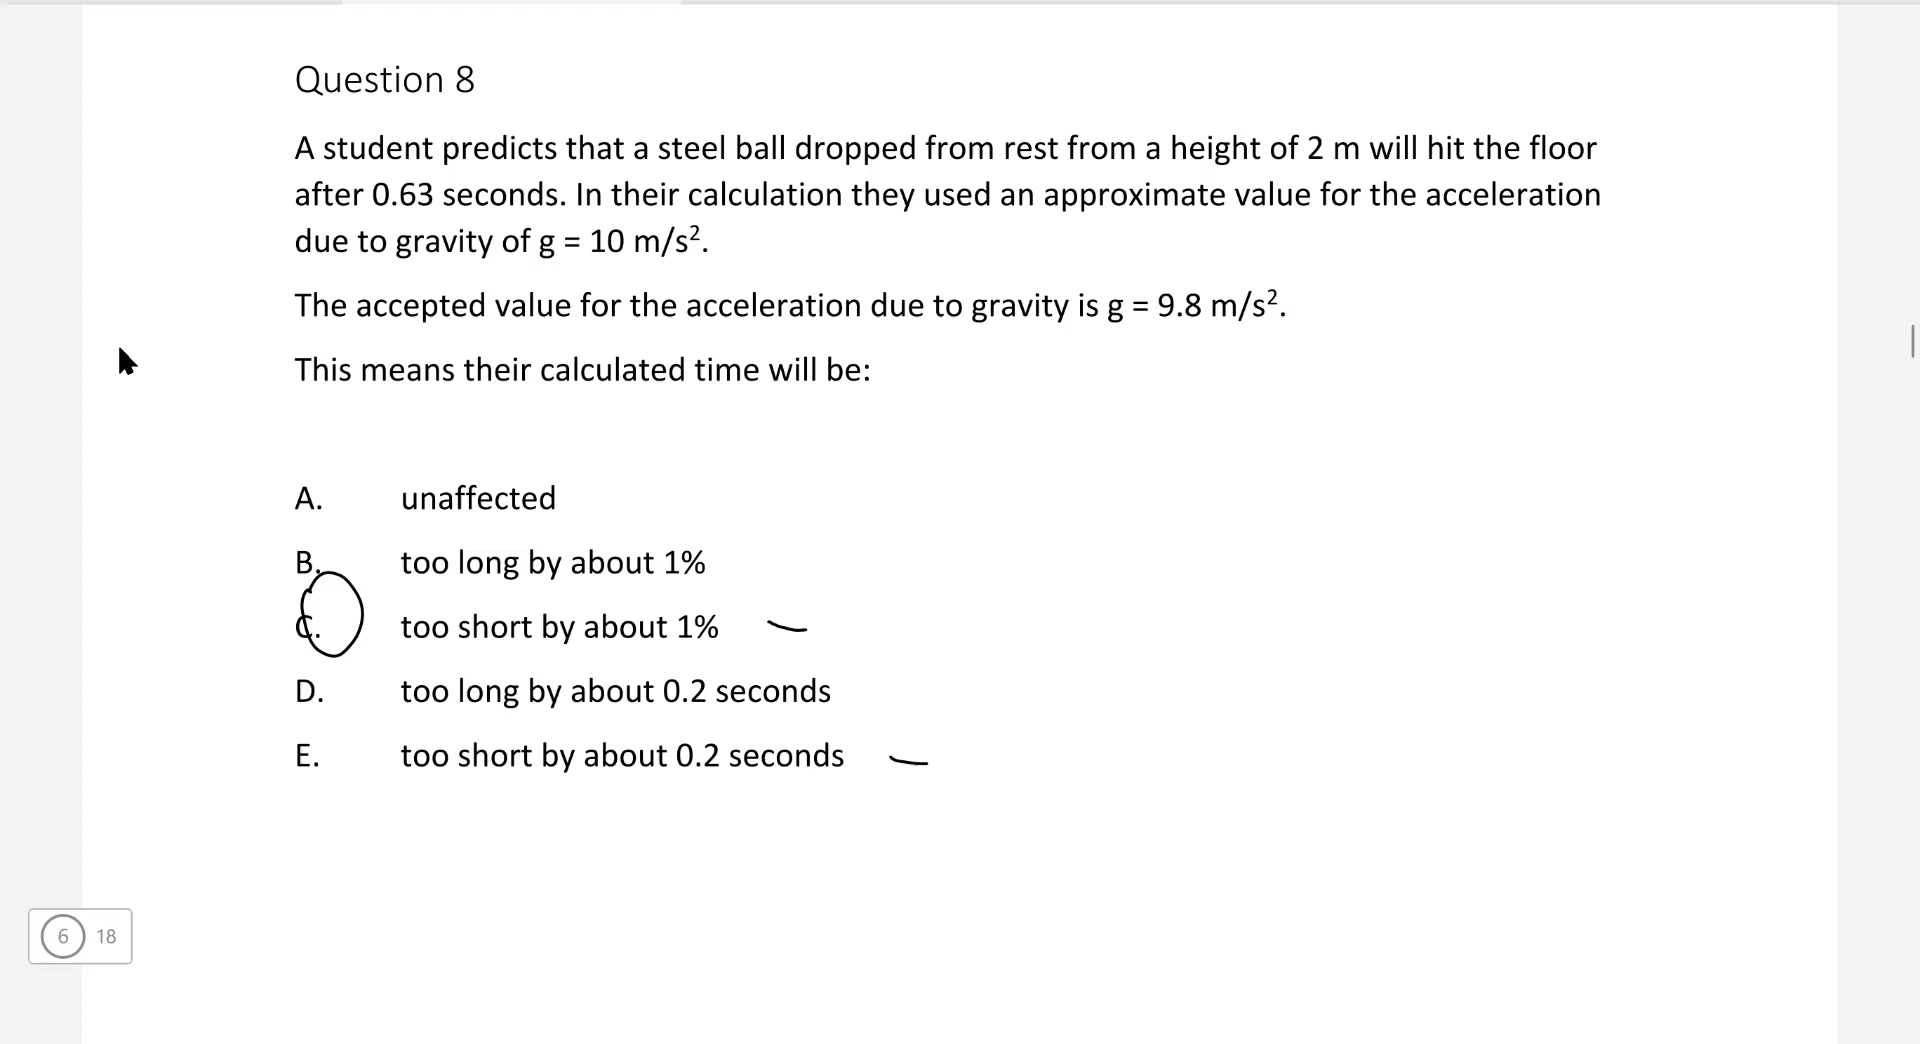 Question 8
A student predicts that a steel ball dropped from rest from a height of 2 m will hit the floor
after 0.63 seconds. In their calculation they used an approximate value for the acceleration
due to gravity of g = 10 m/s².
The accepted value for the acceleration due to gravity is g = 9.8 m/s².
This means their calculated time will be:
A. unaffected
B. too long by about 1%
C. too short by about 1%
D. too long by about 0.2 seconds
E. too short by about 0.2 seconds
6 18